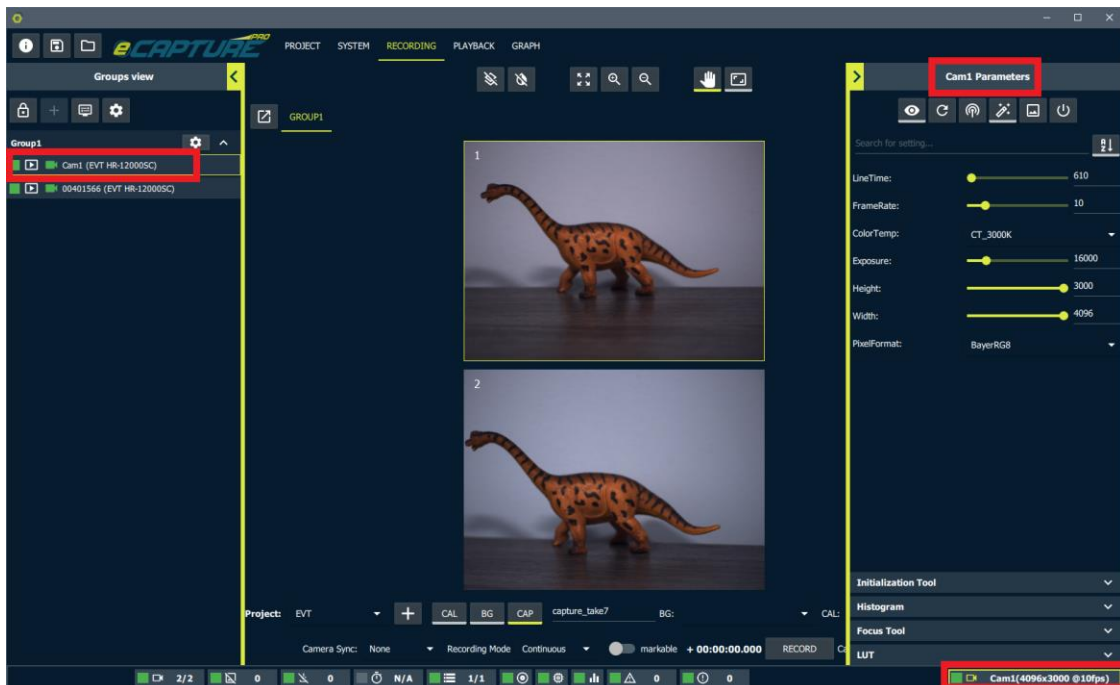 eCAPTURE PRO
PROJECT SYSTEM RECORDING PLAYBACK GRAPH
Groups view
Group1
Cam1 (EVT HR-12000SC)
00401566 (EVT HR-12000SC)
GROUP1
1
2
Cam1 Parameters
Search for setting...
A Z
LineTime: 610
FrameRate: 10
ColorTemp: CT_3000K
Exposure: 16000
Height: 3000
Width: 4096
PixelFormat: BayerRG8
Initialization Tool
Histogram
Focus Tool
LUT
Project: EVT + CAL BG CAP capture_take7 BG: CAL:
Camera Sync: None Recording Mode Continuous markable + 00:00:00.000 RECORD Ca
2/2 0 0 N/A 1/1 0 0 Cam1(4096x3000 @10fps)